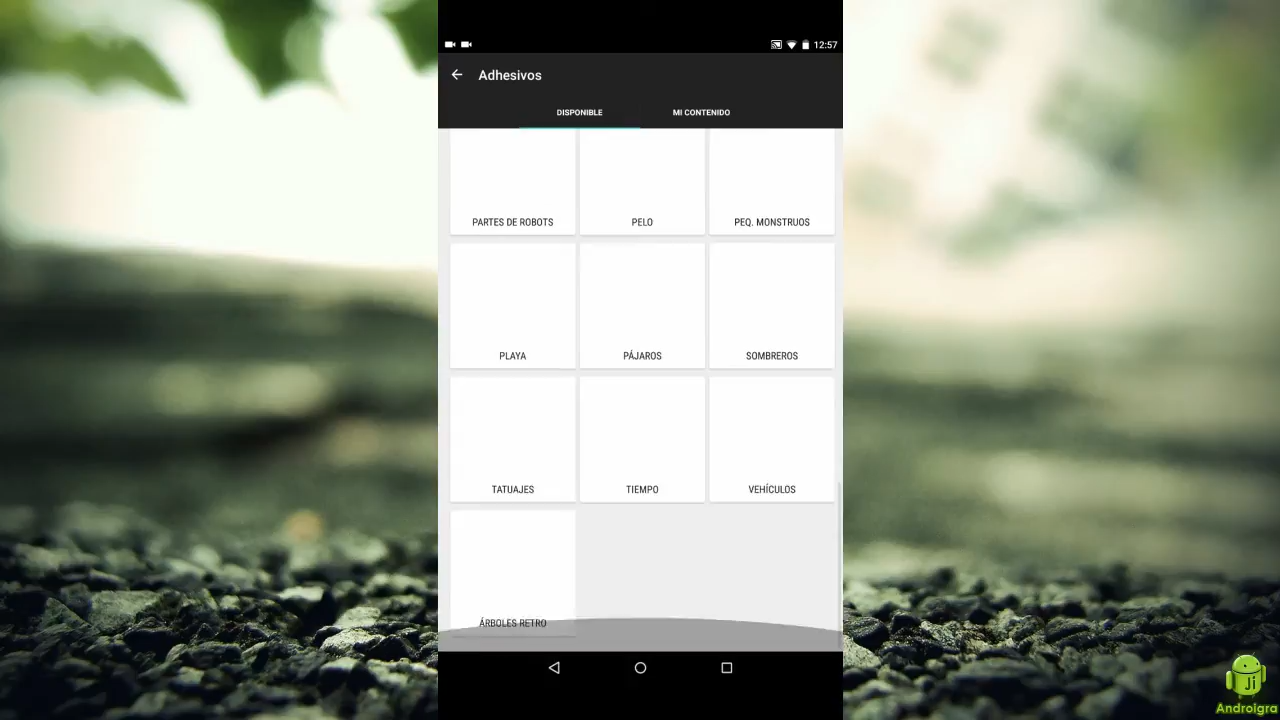 12:57
Adhesivos
DISPONIBLE MI CONTENIDO
PARTES DE ROBOTS PELO PEQ. MONSTRUOS
PLAYA PÁJAROS SOMBREROS
TATUAJES TIEMPO VEHÍCULOS
ÁRBOLES RETRO
Ji
Androigra